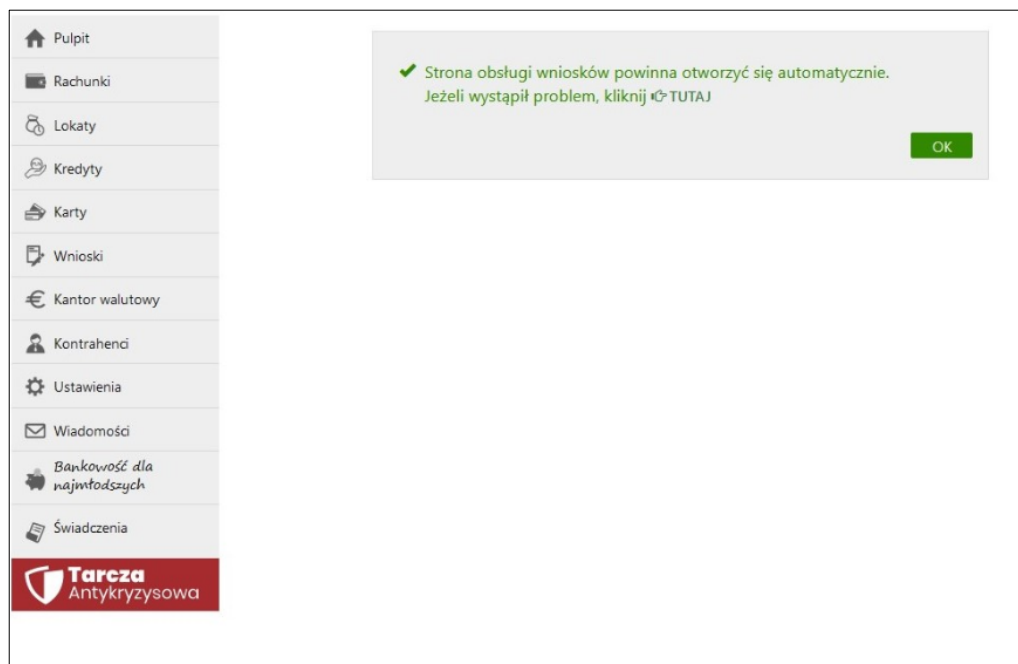 Pulpit
Rachunki
Lokaty
Kredyty
Karty
Wnioski
Kantor walutowy
Kontrahenci
Ustawienia
Wiadomości
Bankowość dla
najmłodszych
Świadczenia
Tarcza
Antykryzysowa
Strona obsługi wniosków powinna otworzyć się automatycznie.
Jeżeli wystąpił problem, kliknij TUTAJ
OK